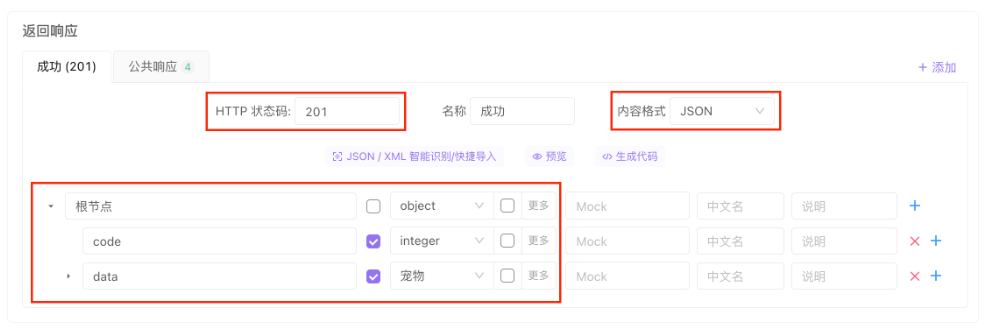 返回响应
成功 (201) 公共响应 4 + 添加
HTTP 状态码: 201 名称 成功 内容格式 JSON
JSON / XML 智能识别/快捷导入 预览 </> 生成代码
根节点 object 更多 Mock 中文名 说明 +
code integer 更多 Mock 中文名 说明 × +
data 宠物 更多 Mock 中文名 说明 × +